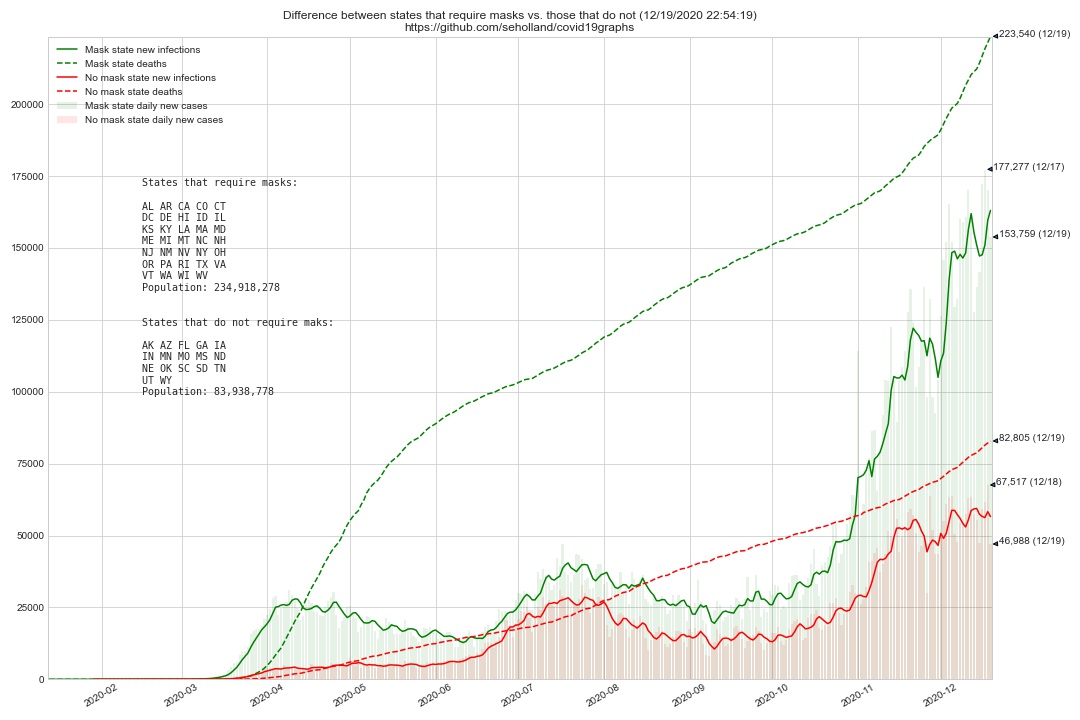 Difference between states that require masks vs. those that do not (12/19/2020 22:54:19)
https://github.com/seholland/covid19graphs
Mask state new infections
Mask state deaths
No mask state new infections
No mask state deaths
Mask state daily new cases
No mask state daily new cases
States that require masks:
AL AR CA CO CT
DC DE HI ID IL
KS KY LA MA MD
ME MI MT NC NH
NJ NM NV NY OH
OR PA RI TX VA
VT WA WI WV
Population: 234,918,278
States that do not require maks:
AK AZ FL GA IA
IN MN MO MS ND
NE OK SC SD TN
UT WY
Population: 83,938,778
223,540 (12/19)
177,277 (12/17)
153,759 (12/19)
82,805 (12/19)
67,517 (12/18)
46,988 (12/19)
200000
175000
150000
125000
100000
75000
50000
25000
0
2020-02
2020-03
2020-04
2020-05
2020-06
2020-07
2020-08
2020-09
2020-10
2020-11
2020-12